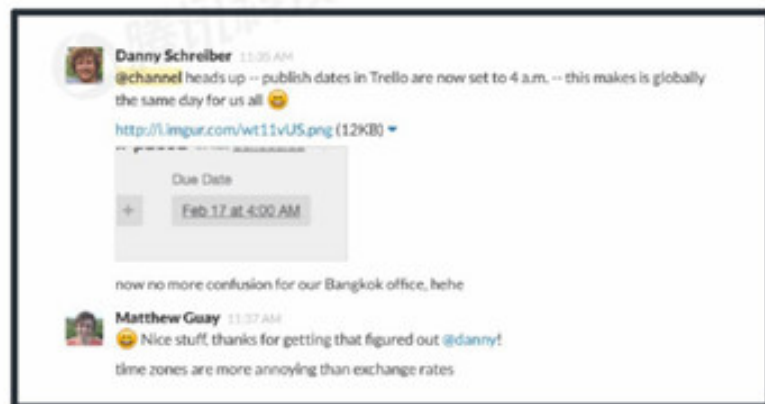 Danny Schreiber 11:35 AM
@channel heads up -- publish dates in Trello are now set to 4 a.m. -- this makes is globally
the same day for us all
http://i.imgur.com/wt11vUS.png (12KB)
Due Date
+ Feb 17 at 4:00 AM
now no more confusion for our Bangkok office, hehe
Matthew Guay 11:37 AM
Nice stuff, thanks for getting that figured out @danny!
time zones are more annoying than exchange rates